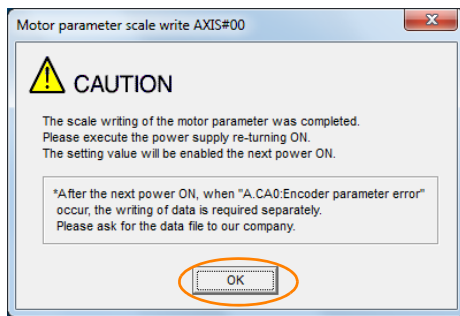 Motor parameter scale write AXIS#00
CAUTION
The scale writing of the motor parameter was completed.
Please execute the power supply re-turning ON.
The setting value will be enabled the next power ON.
*After the next power ON, when "A.CA0:Encoder parameter error"
occur, the writing of data is required separately.
Please ask for the data file to our company.
OK